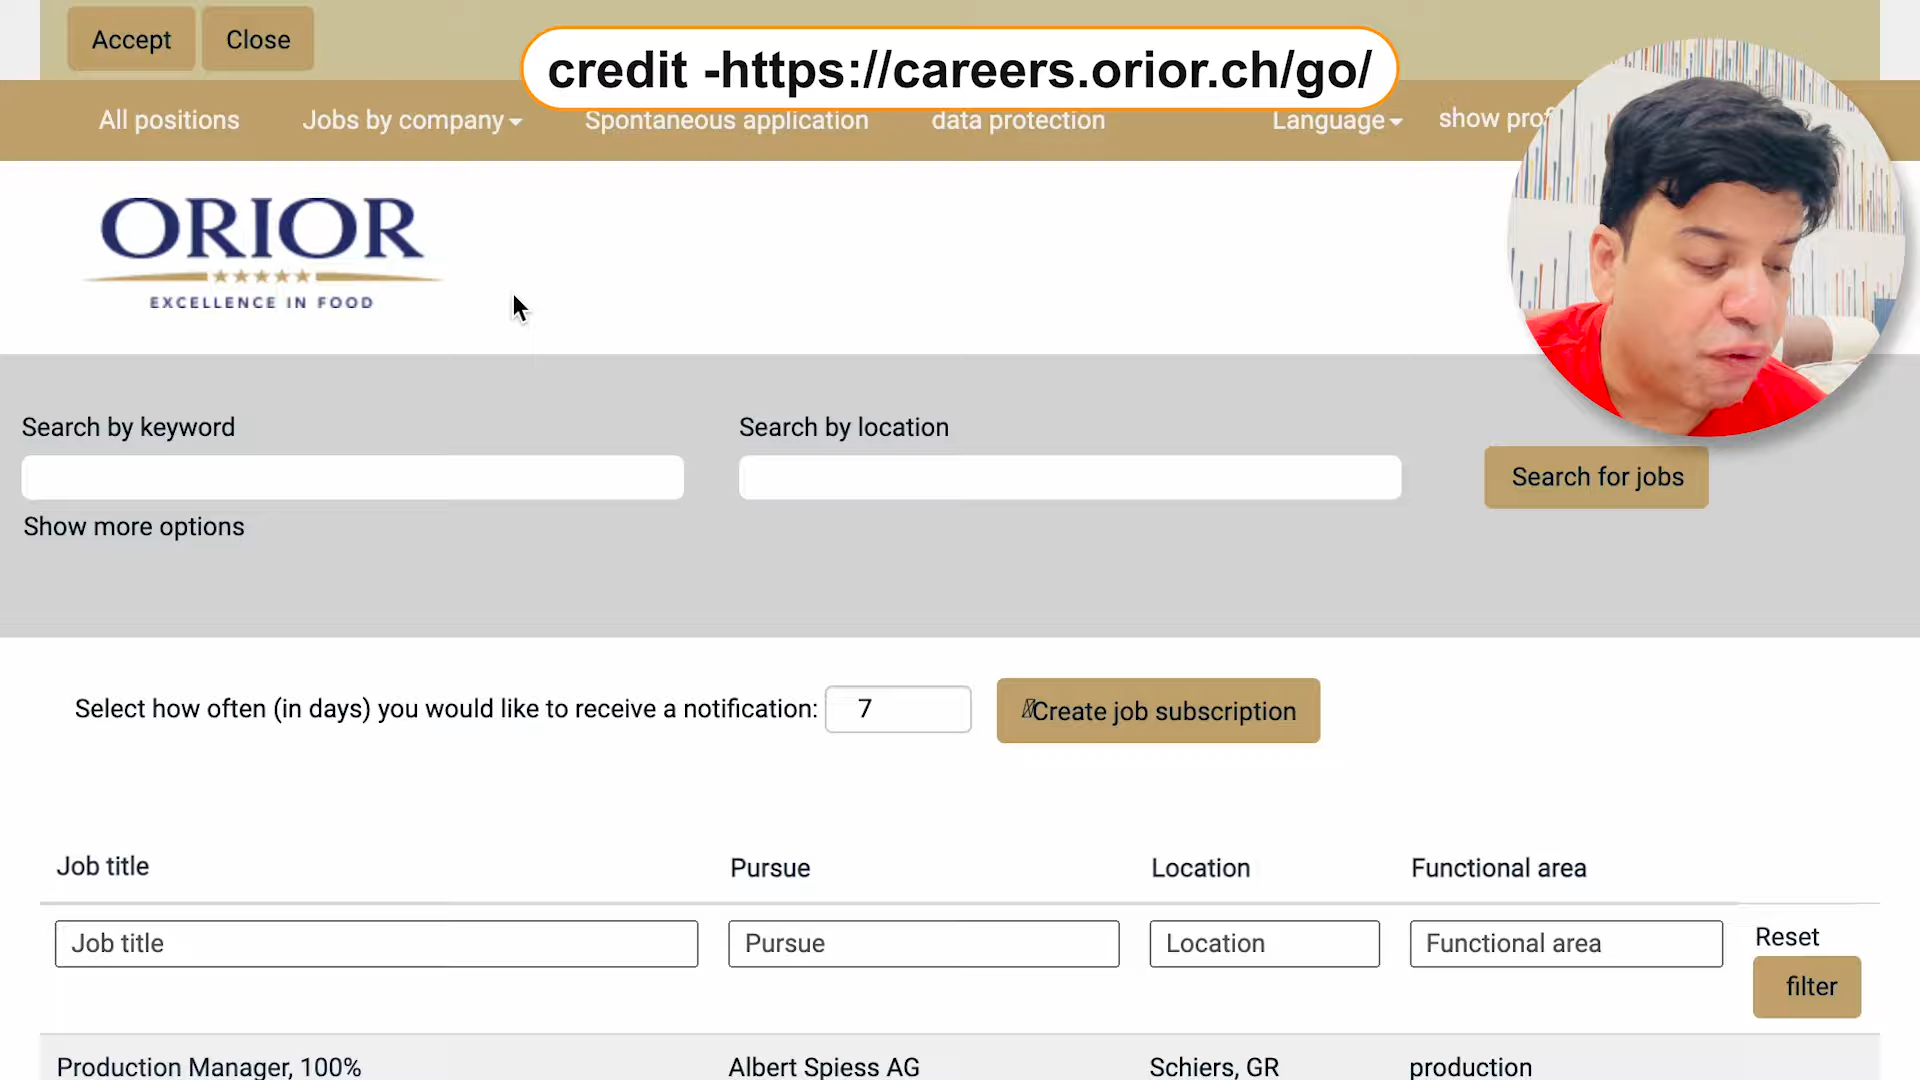 Accept
Close
credit -https://careers.orior.ch/go/
All positions
Jobs by company
Spontaneous application
data protection
Language
show prof
ORIOR
EXCELLENCE IN FOOD
Search by keyword
Search by location
Search for jobs
Show more options
Select how often (in days) you would like to receive a notification:
7
Create job subscription
Job title
Pursue
Location
Functional area
Job title
Pursue
Location
Functional area
Reset
filter
Production Manager, 100%
Albert Spiess AG
Schiers, GR
production